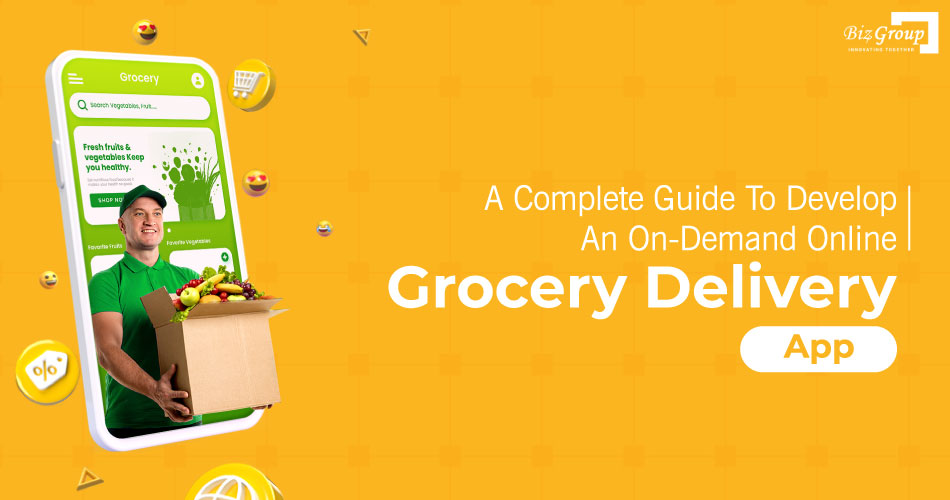 Biz Group
INNOVATING TOGETHER
Grocery
Search Vegetables, Fruit....
Fresh fruits &
vegetables Keep
you healthy.
SHOP NO
Favorite Fruits
Favorite Vegetables
A Complete Guide To Develop
An On-Demand Online
Grocery Delivery
App
%